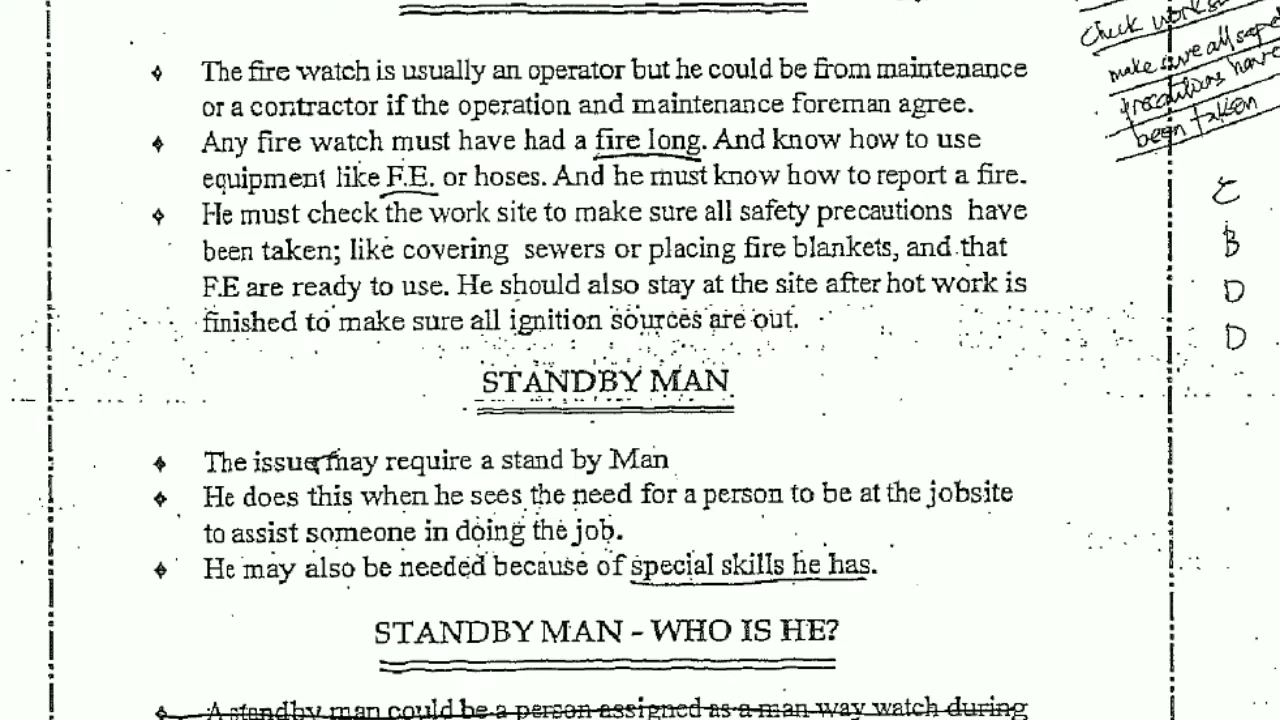 The fire watch is usually an operator but he could be from maintenance
or a contractor if the operation and maintenance foreman agree.
Any fire watch must have had a fire long. And know how to use
equipment like F.E. or hoses. And he must know how to report a fire.
He must check the work site to make sure all safety precautions have
been taken; like covering sewers or placing fire blankets, and that
F.E are ready to use. He should also stay at the site after hot work is
finished to make sure all ignition sources are out.
STANDBY MAN
The issuer may require a stand by Man
He does this when he sees the need for a person to be at the jobsite
to assist someone in doing the job.
He may also be needed because of special skills he has.
STANDBY MAN - WHO IS HE?
A standby man could be a person assigned as a man way watch during
check
make sure all
precautions have
been taken
B
D
D